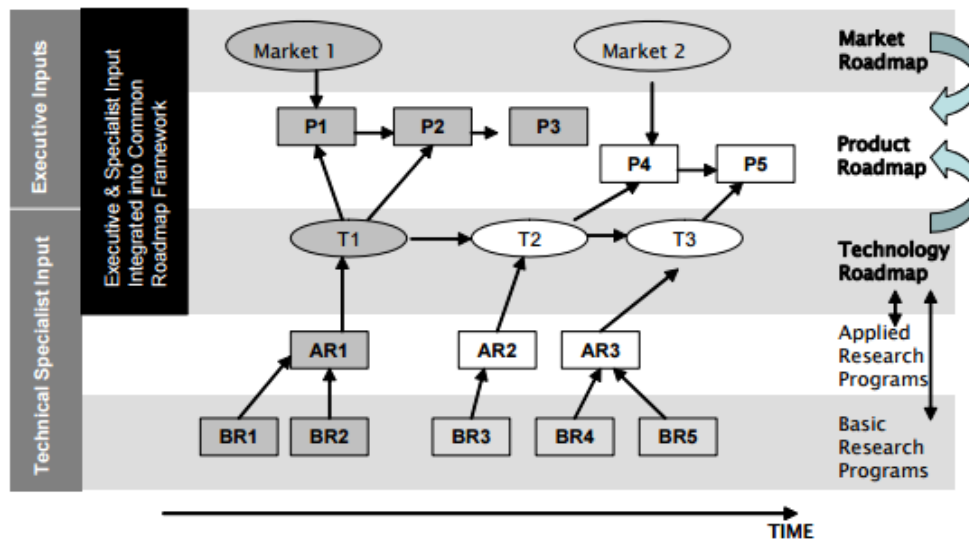 Executive Inputs
Technical Specialist Input
Executive & Specialist Input
Integrated into Common
Roadmap Framework
Market 1
Market 2
Market
Roadmap
P1
P2
P3
P4
P5
Product
Roadmap
T1
T2
T3
Technology
Roadmap
AR1
AR2
AR3
Applied
Research
Programs
BR1
BR2
BR3
BR4
BR5
Basic
Research
Programs
TIME